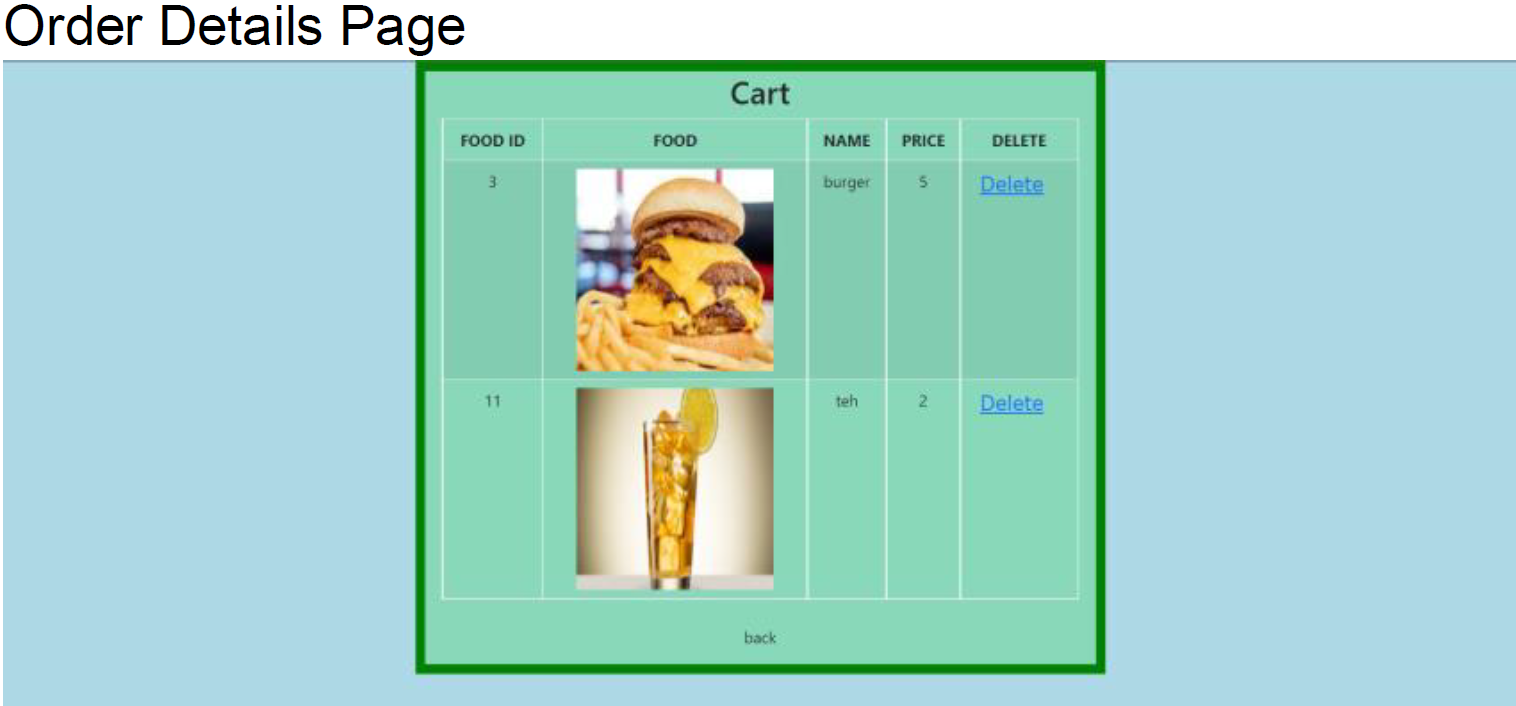 Order Details Page
Cart
FOOD ID FOOD NAME PRICE DELETE
3 burger 5 Delete
11 teh 2 Delete
back